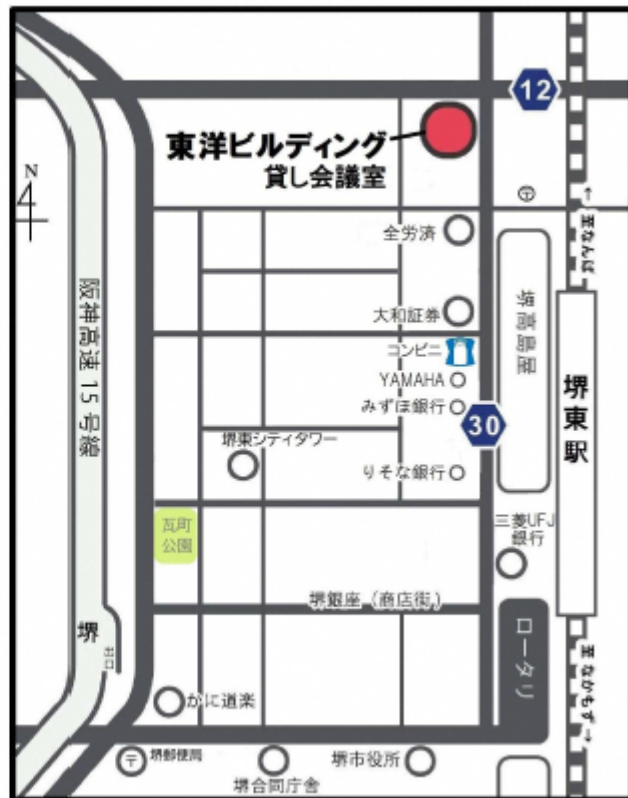 12
東洋ビルディング
貸し会議室
N
全労済
← 至なんば
大和証券
堺高島屋
阪神高速15号線
コンビニ
YAMAHA
みずほ銀行
堺東駅
30
堺東シティタワー
りそな銀行
三菱UFJ
銀行
瓦町
公園
堺銀座(商店街)
ロータリ
堺
出口
至なかもず →
かに道楽
〒
堺郵便局
堺市役所
堺合同庁舎